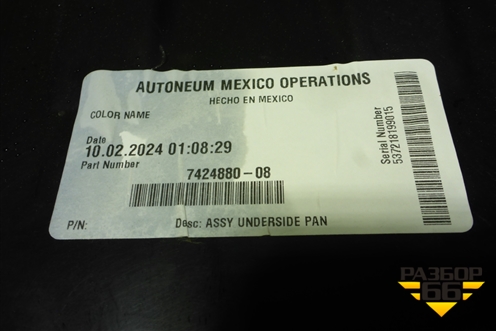 AUTONEUM MEXICO OPERATIONS
HECHO EN MEXICO
COLOR NAME
Date
10.02.2024 01:08:29
Part Number
7424880-08
P/N:
Desc: ASSY UNDERSIDE PAN
Serial Number
537218199015
РАЗБОР
66